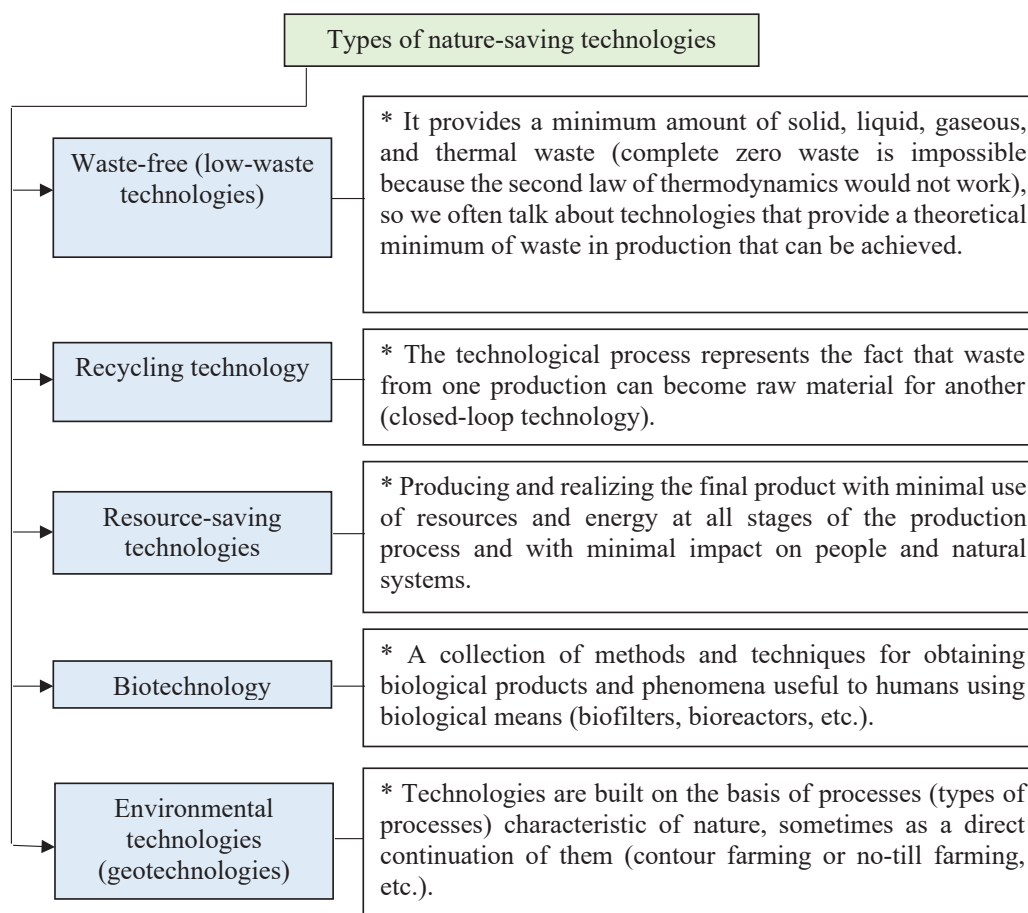 Types of nature-saving technologies
Waste-free (low-waste
technologies)
* It provides a minimum amount of solid, liquid, gaseous,
and thermal waste (complete zero waste is impossible
because the second law of thermodynamics would not work),
so we often talk about technologies that provide a theoretical
minimum of waste in production that can be achieved.
Recycling technology
* The technological process represents the fact that waste
from one production can become raw material for another
(closed-loop technology).
Resource-saving
technologies
* Producing and realizing the final product with minimal use
of resources and energy at all stages of the production
process and with minimal impact on people and natural
systems.
Biotechnology
* A collection of methods and techniques for obtaining
biological products and phenomena useful to humans using
biological means (biofilters, bioreactors, etc.).
Environmental
technologies
(geotechnologies)
* Technologies are built on the basis of processes (types of
processes) characteristic of nature, sometimes as a direct
continuation of them (contour farming or no-till farming,
etc.).